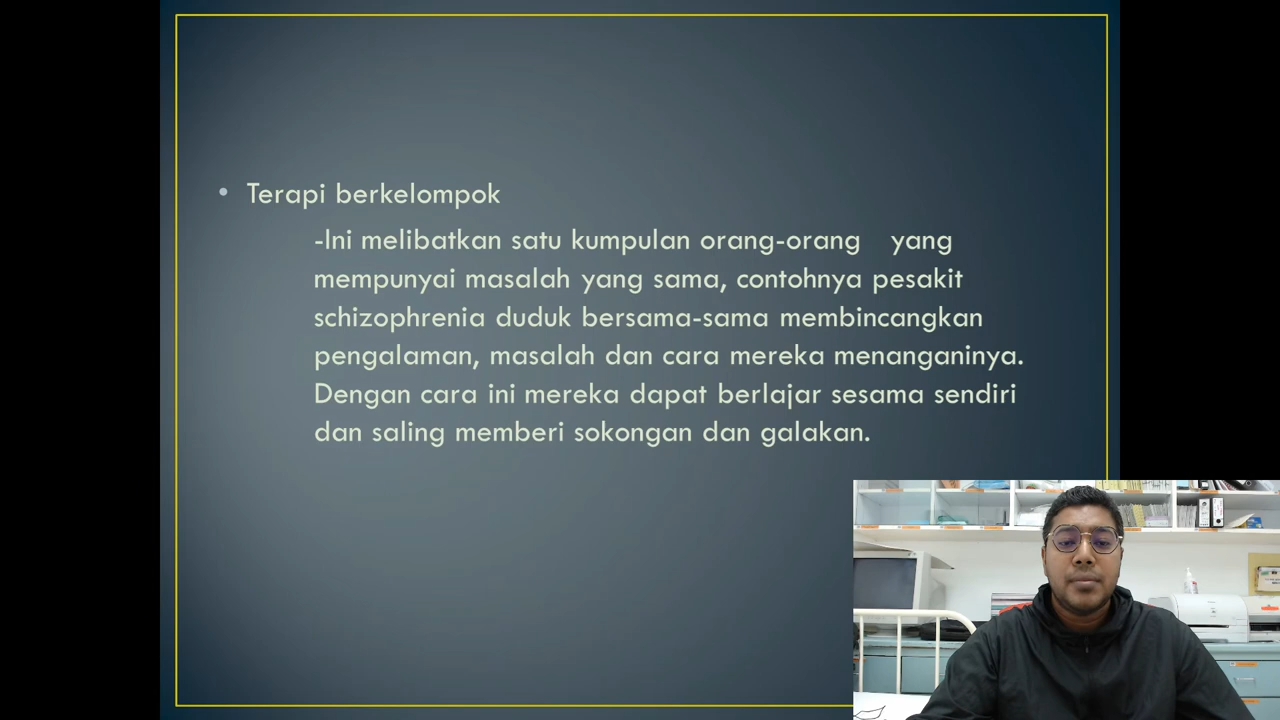 • Terapi berkelompok
-Ini melibatkan satu kumpulan orang-orang yang
mempunyai masalah yang sama, contohnya pesakit
schizophrenia duduk bersama-sama membincangkan
pengalaman, masalah dan cara mereka menanganinya.
Dengan cara ini mereka dapat berlajar sesama sendiri
dan saling memberi sokongan dan galakan.